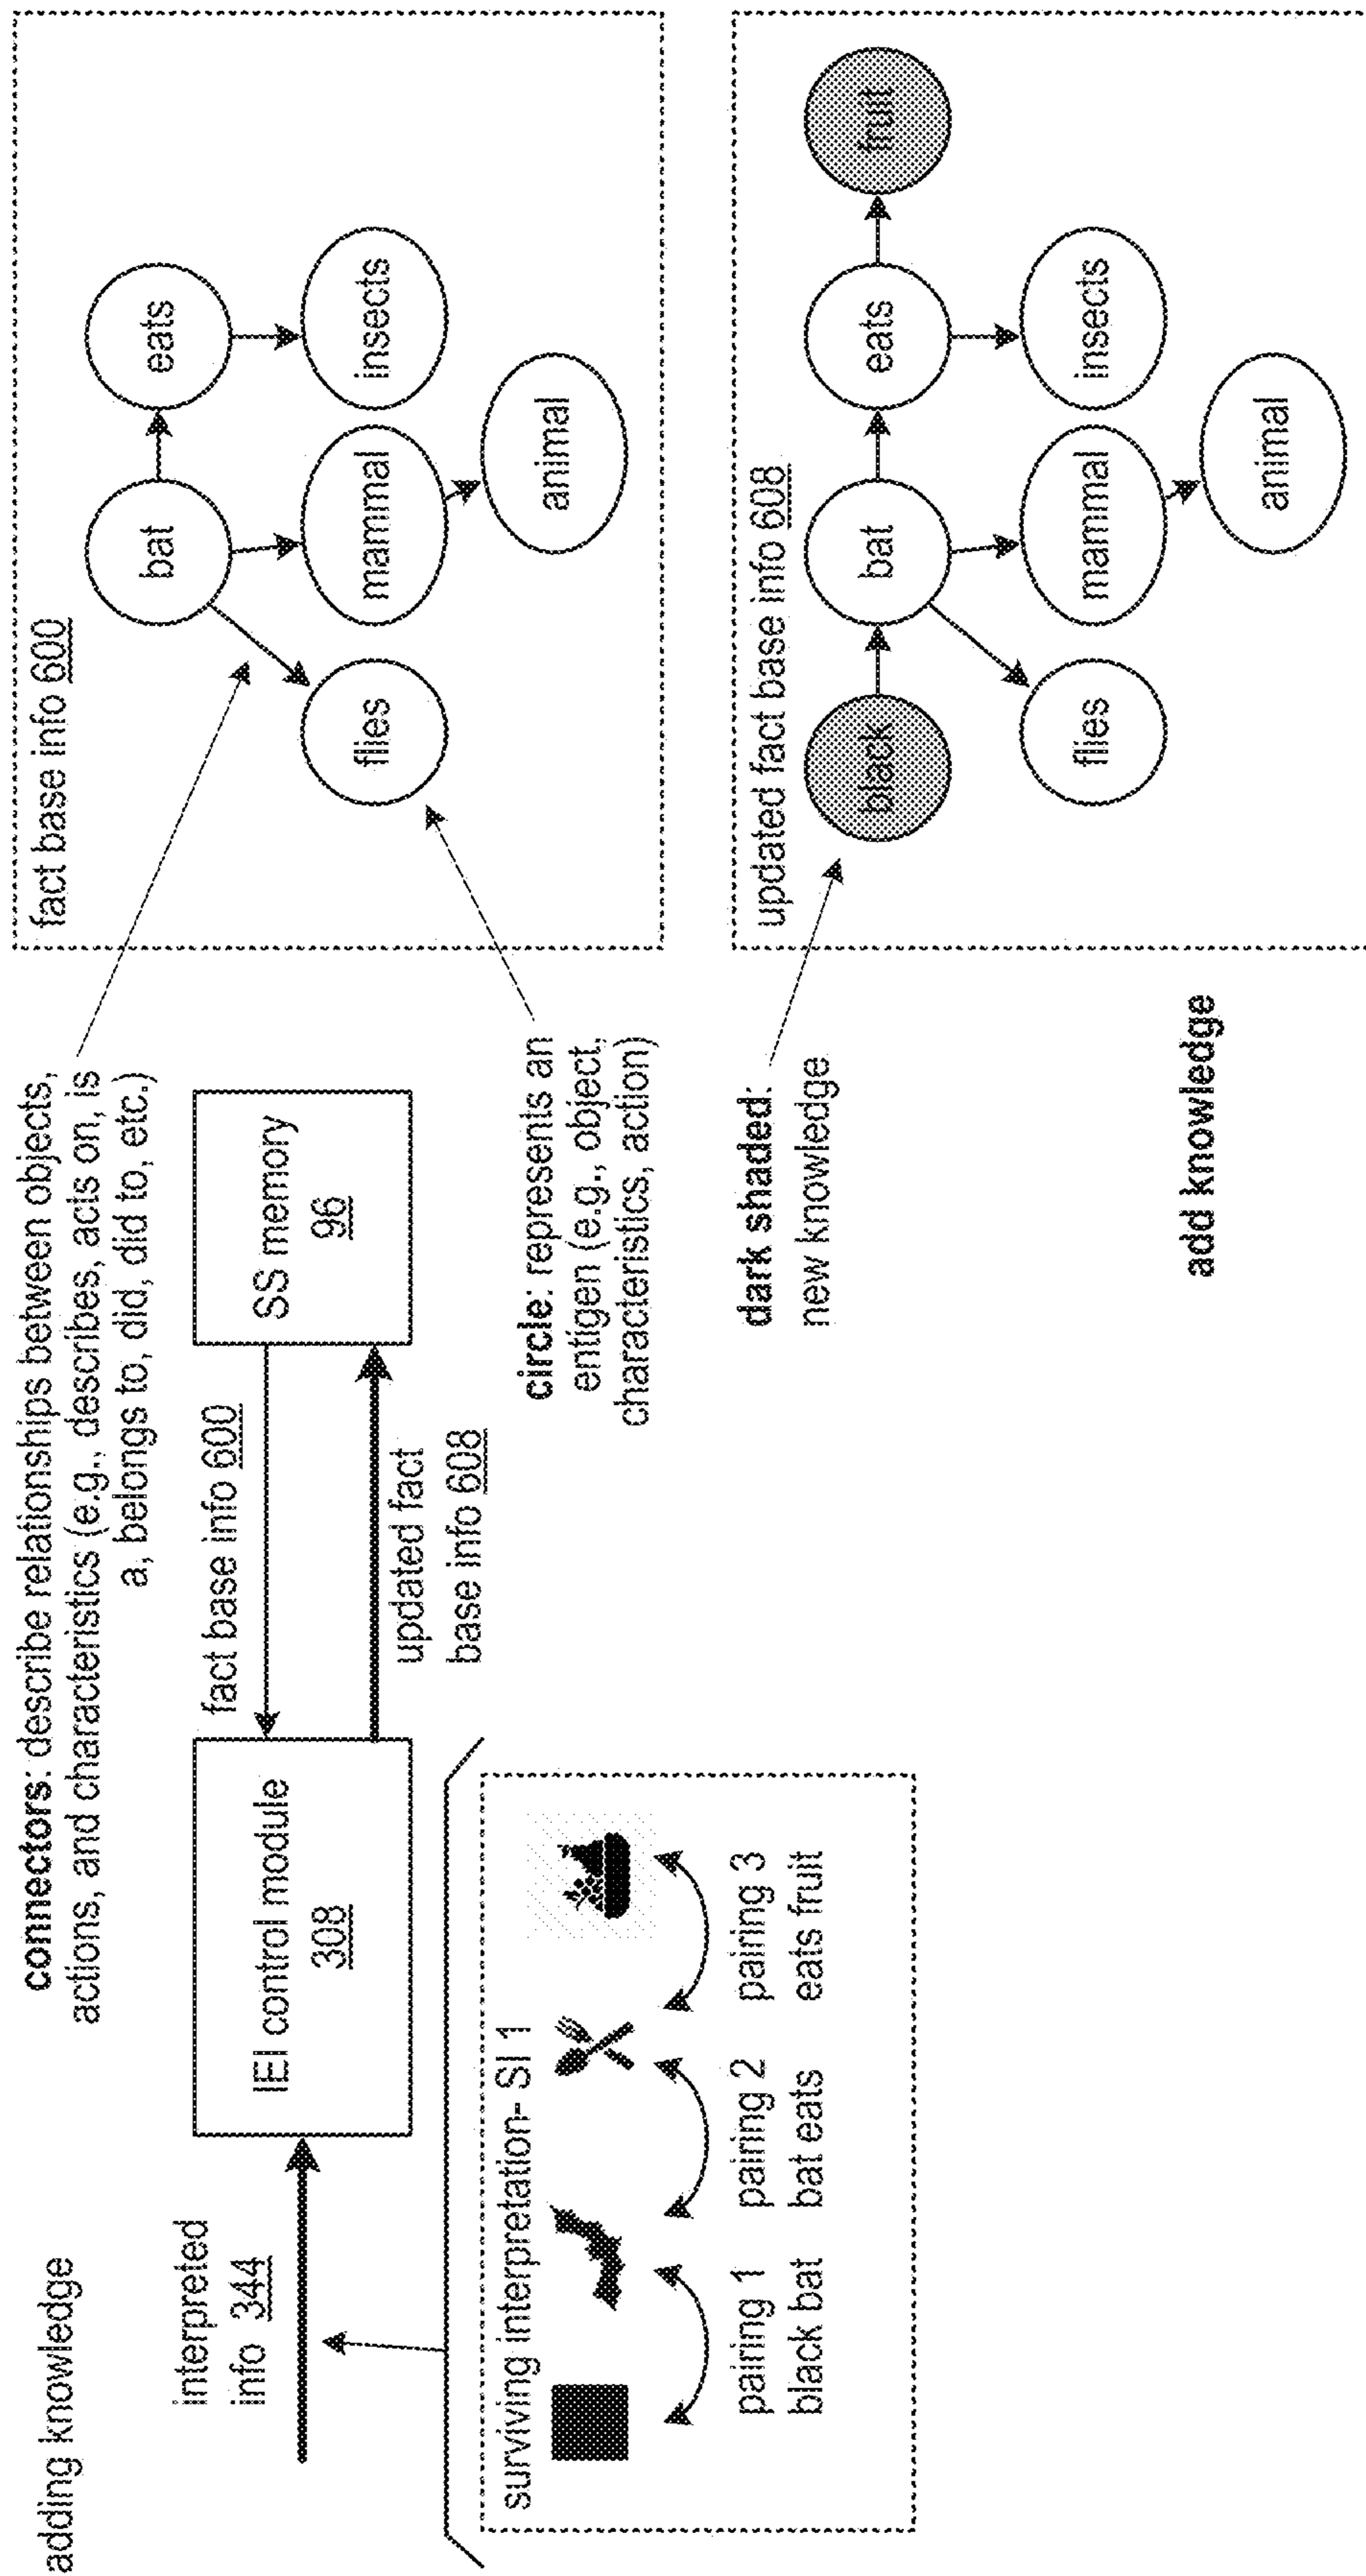 adding knowledge
connectors: describe relationships between objects,
actions, and characteristics (e.g., describes, acts on, is
a, belongs to, did, did to, etc.)
interpreted
info 344
IEI control module
308
fact base info 600
updated fact
base info 608
SS memory
96
surviving interpretation- SI 1
pairing 1
black bat
pairing 2
bat eats
pairing 3
eats fruit
circle: represents an
entigen (e.g., object,
characteristics, action)
dark shaded:
new knowledge
add knowledge
fact base info 600
bat
eats
flies
mammal
insects
animal
updated fact base info 608
black
bat
eats
fruit
flies
mammal
insects
animal